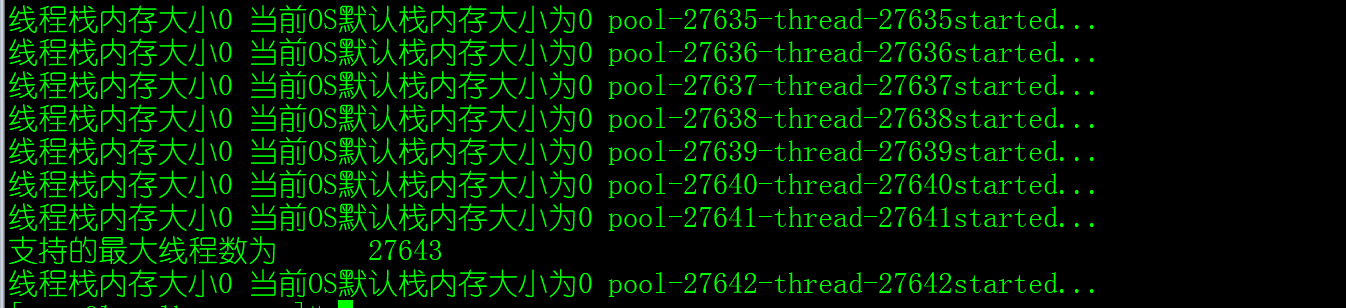 线程栈内存大小0 当前OS默认栈内存大小为0 pool-27635-thread-27635started...
线程栈内存大小0 当前OS默认栈内存大小为0 pool-27636-thread-27636started...
线程栈内存大小0 当前OS默认栈内存大小为0 pool-27637-thread-27637started...
线程栈内存大小0 当前OS默认栈内存大小为0 pool-27638-thread-27638started...
线程栈内存大小0 当前OS默认栈内存大小为0 pool-27639-thread-27639started...
线程栈内存大小0 当前OS默认栈内存大小为0 pool-27640-thread-27640started...
线程栈内存大小0 当前OS默认栈内存大小为0 pool-27641-thread-27641started...
支持的最大线程数为 27643
线程栈内存大小0 当前OS默认栈内存大小为0 pool-27642-thread-27642started...